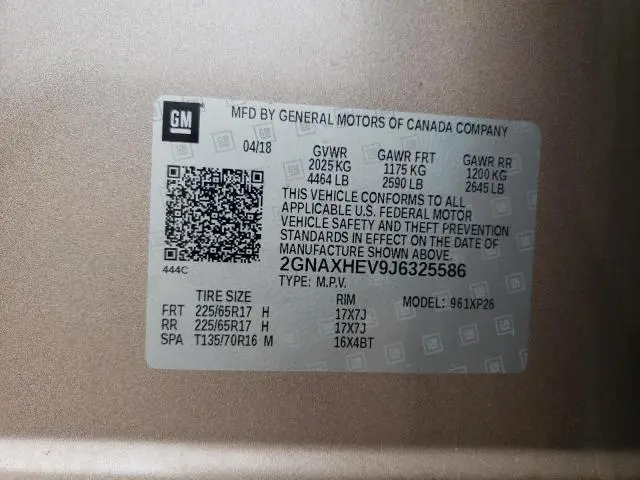 GM
MFD BY GENERAL MOTORS OF CANADA COMPANY
04/18 GVWR GAWR FRT GAWR RR
2025 KG 1175 KG 1200 KG
4464 LB 2590 LB 2645 LB
THIS VEHICLE CONFORMS TO ALL
APPLICABLE U.S. FEDERAL MOTOR
VEHICLE SAFETY AND THEFT PREVENTION
STANDARDS IN EFFECT ON THE DATE OF
MANUFACTURE SHOWN ABOVE.
444C 2GNAXHEV9J6325586
TYPE: M.P.V.
TIRE SIZE RIM MODEL: 961XP26
FRT 225/65R17 H 17X7J
RR 225/65R17 H 17X7J
SPA T135/70R16 M 16X4BT